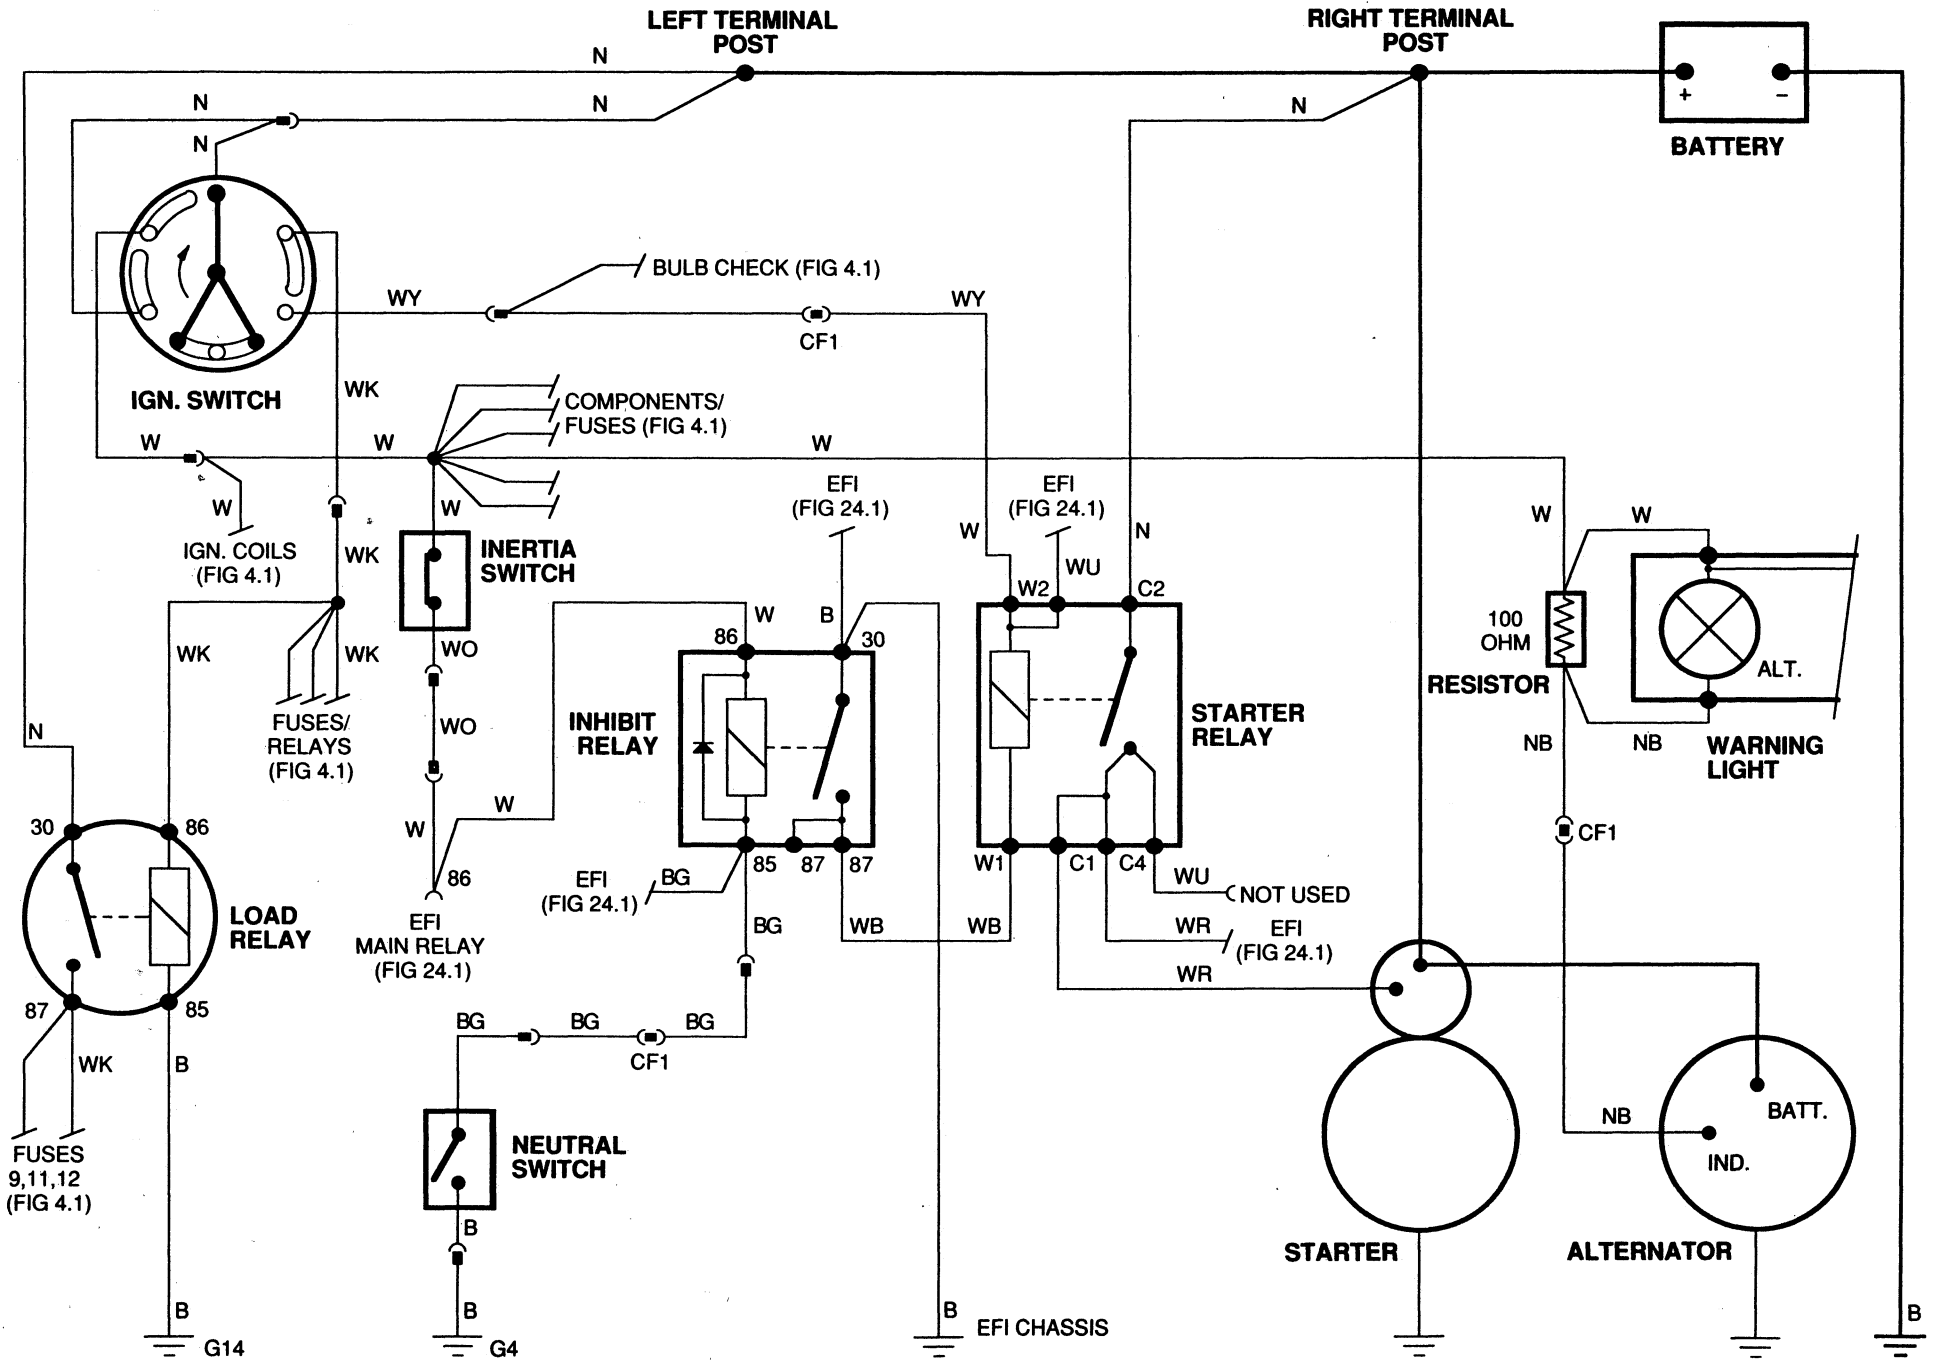 LEFT TERMINAL
POST
RIGHT TERMINAL
POST
N
N
N
N
N
+
−
BATTERY
BULB CHECK (FIG 4.1)
WY
WY
CF1
IGN. SWITCH
WK
COMPONENTS/
FUSES (FIG 4.1)
W
W
W
W
W
IGN. COILS
(FIG 4.1)
EFI
(FIG 24.1)
EFI
(FIG 24.1)
W
N
W
W
WK
INERTIA
SWITCH
WU
W2
C2
WK
WK
WO
W
B
86
30
100
OHM
RESISTOR
ALT.
FUSES/
RELAYS
(FIG 4.1)
WO
INHIBIT
RELAY
STARTER
RELAY
N
NB
NB
WARNING
LIGHT
W
W
30
86
CF1
85
87
87
W1
C1
C4
86
EFI
(FIG 24.1)
BG
WU
NOT USED
LOAD
RELAY
EFI
MAIN RELAY
(FIG 24.1)
BG
WB
WB
WR
EFI
(FIG 24.1)
WR
87
85
BG
BG
BG
CF1
WK
B
NEUTRAL
SWITCH
BATT.
NB
IND.
FUSES
9,11,12
(FIG 4.1)
B
STARTER
ALTERNATOR
B
G14
B
G4
B
EFI CHASSIS
B